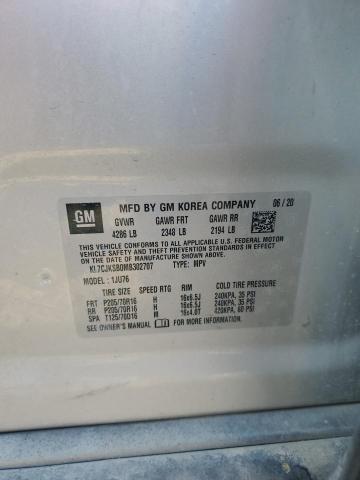 GM MFD BY GM KOREA COMPANY 06 / 20
GVWR GAWR FRT GAWR RR
4286 LB 2348 LB 2194 LB
THIS VEHICLE CONFORMS TO ALL APPLICABLE U.S. FEDERAL MOTOR
VEHICLE SAFETY, BUMPER, AND THEFT PREVENTION STANDARDS IN
EFFECT ON THE DATE OF MANUFACTURE SHOWN ABOVE.
KL7CJKSB0MB302707 TYPE: MPV
MODEL: 1JU76
TIRE SIZE SPEED RTG RIM COLD TIRE PRESSURE
FRT P205/70R16 H 16x6.5J 240KPA, 35 PSI
RR P205/70R16 H 16x6.5J 240KPA, 35 PSI
SPA T125/70D16 M 16x4.0T 420KPA, 60 PSI
SEE OWNER'S MANUAL FOR ADDITIONAL INFORMATION